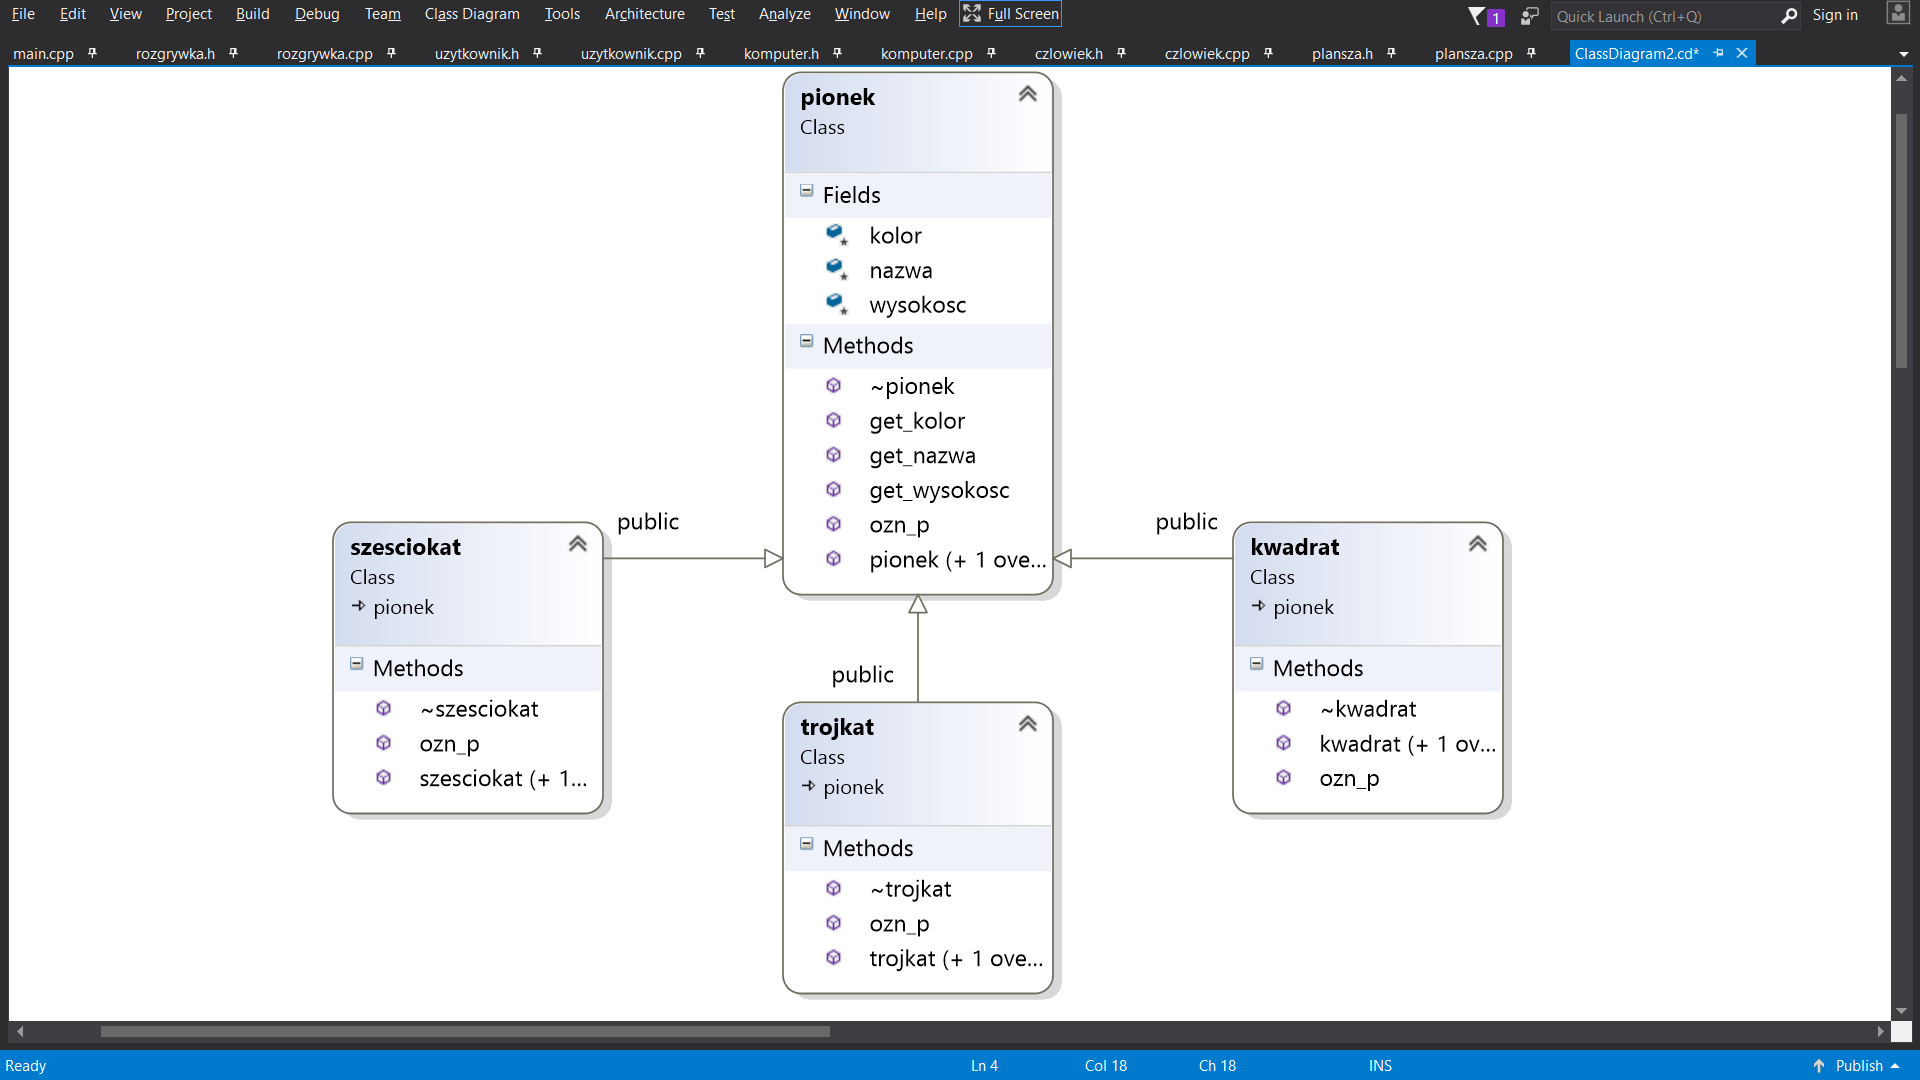 File Edit View Project Build Debug Team Class Diagram Tools Architecture Test Analyze Window Help Full Screen 1 Quick Launch (Ctrl+Q) Sign in
main.cpp rozgrywka.h rozgrywka.cpp uzytkownik.h uzytkownik.cpp komputer.h komputer.cpp czlowiek.h czlowiek.cpp plansza.h plansza.cpp ClassDiagram2.cd*
pionek
Class
Fields
kolor
nazwa
wysokosc
Methods
~pionek
get_kolor
get_nazwa
get_wysokosc
ozn_p
pionek (+ 1 ove...
public
szesciokat
Class
pionek
Methods
~szesciokat
ozn_p
szesciokat (+ 1...
public
trojkat
Class
pionek
Methods
~trojkat
ozn_p
trojkat (+ 1 ove...
public
kwadrat
Class
pionek
Methods
~kwadrat
kwadrat (+ 1 ov...
ozn_p
Ready Ln 4 Col 18 Ch 18 INS Publish